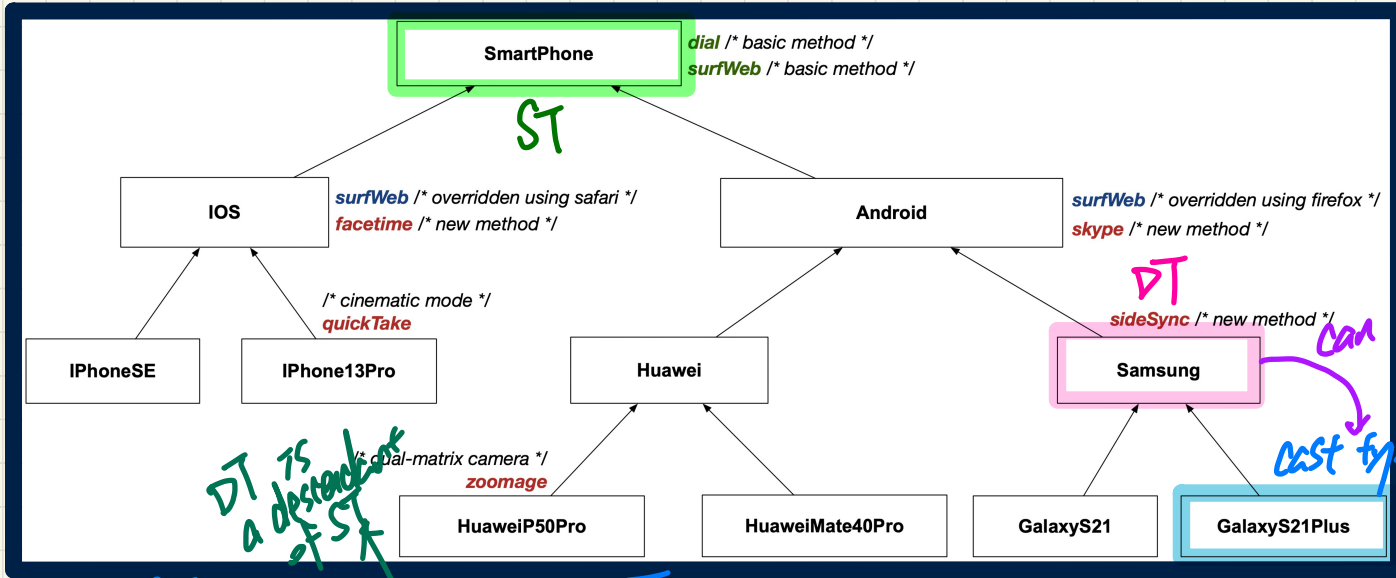 SmartPhone
dial /* basic method */
surfWeb /* basic method */
ST
IOS
surfWeb /* overridden using safari */
facetime /* new method */
Android
surfWeb /* overridden using firefox */
skype /* new method */
DT
/* cinematic mode */
quickTake
sideSync /* new method */
can
IPhoneSE
IPhone13Pro
Huawei
Samsung
cast ty
DT is
a descendant
of ST
/* dual-matrix camera */
zoomage
HuaweiP50Pro
HuaweiMate40Pro
GalaxyS21
GalaxyS21Plus